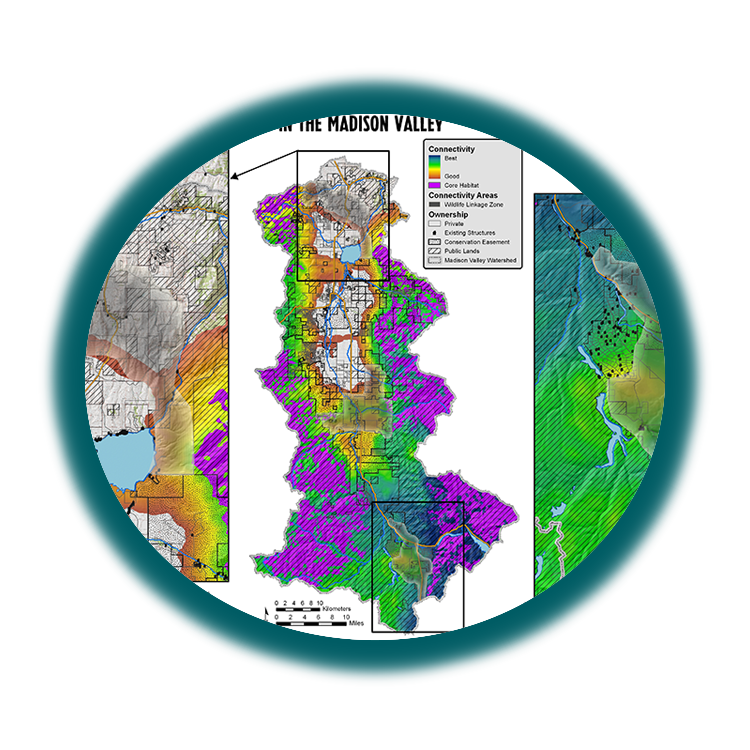 IN THE MADISON VALLEY
Connectivity
Best
Good
Core Habitat
Connectivity Areas
Wildlife Linkage Zone
Ownership
Private
Existing Structures
Conservation Easement
Public Lands
Madison Valley Watershed
0 2 4 6 8 10
Kilometers
0 2 4 6 8 10
Miles